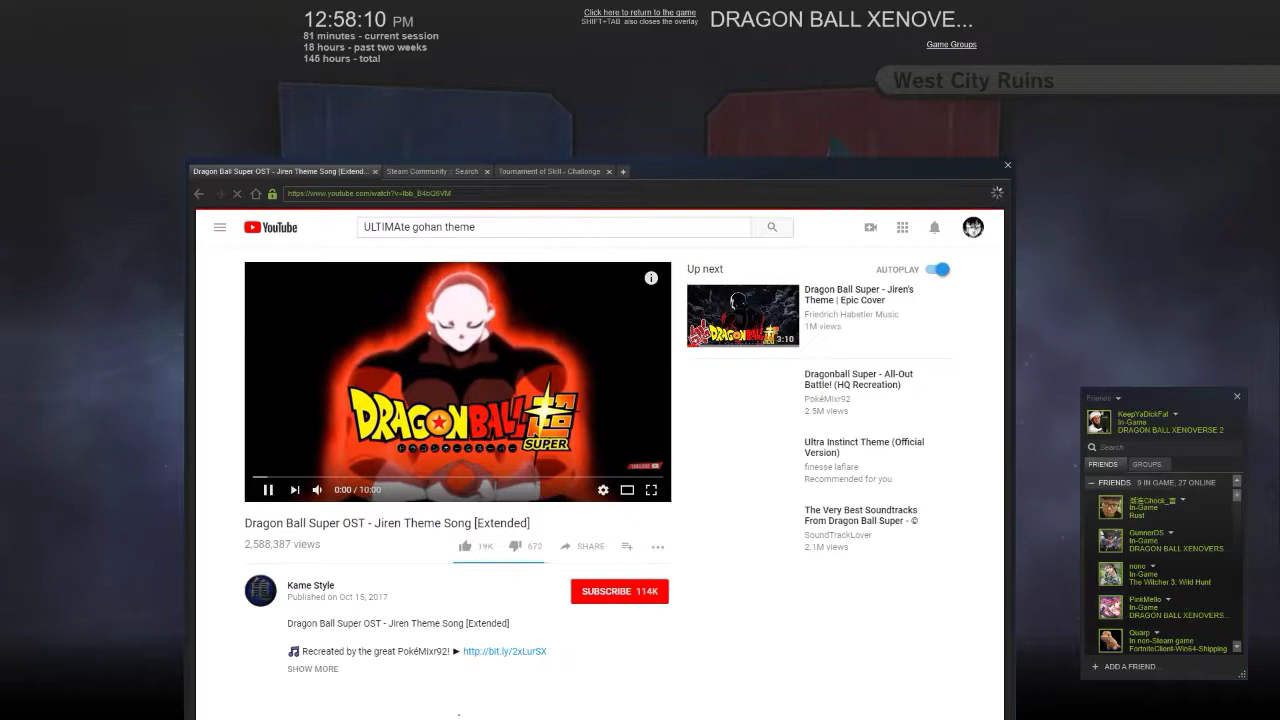 12:58:10 PM
81 minutes - current session
18 hours - past two weeks
145 hours - total
Click here to return to the game
SHIFT+TAB also closes the overlay
DRAGON BALL XENOVE...
Game Groups
West City Ruins
Dragon Ball Super OST - Jiren Theme Song [Extend...
Steam Community :: Search
Tournament of Skill - Challenge
YouTube
ULTIMAte gohan theme
DRAGON BALL
SUPER
0:00 / 10:00
Dragon Ball Super OST - Jiren Theme Song [Extended]
2,588,387 views
19K
672
SHARE
Kame Style
Published on Oct 15, 2017
SUBSCRIBE 114K
Dragon Ball Super OST - Jiren Theme Song [Extended]
Recreated by the great PokéMixr92! ► http://bit.ly/2xLurSX
SHOW MORE
Up next
AUTOPLAY
3:10
Dragon Ball Super - Jiren's
Theme | Epic Cover
Friedrich Habetler Music
1M views
Dragonball Super - All-Out
Battle! (HQ Recreation)
PokéMixr92
2.5M views
Ultra Instinct Theme (Official
Version)
finesse laflare
Recommended for you
The Very Best Soundtracks
From Dragon Ball Super - ©
SoundTrackLover
2.1M views
Friends
KeepYaDickFat
In-Game
DRAGON BALL XENOVERSE 2
Search
FRIENDS
GROUPS
FRIENDS 9 IN GAME, 27 ONLINE
In-Game
Rust
GunnerDS
In-Game
DRAGON BALL XENOVERS...
nono
In-Game
The Witcher 3: Wild Hunt
PinkMello
In-Game
DRAGON BALL XENOVERS...
Quarp
In non-Steam game
FortniteClient-Win64-Shipping
+ ADD A FRIEND...